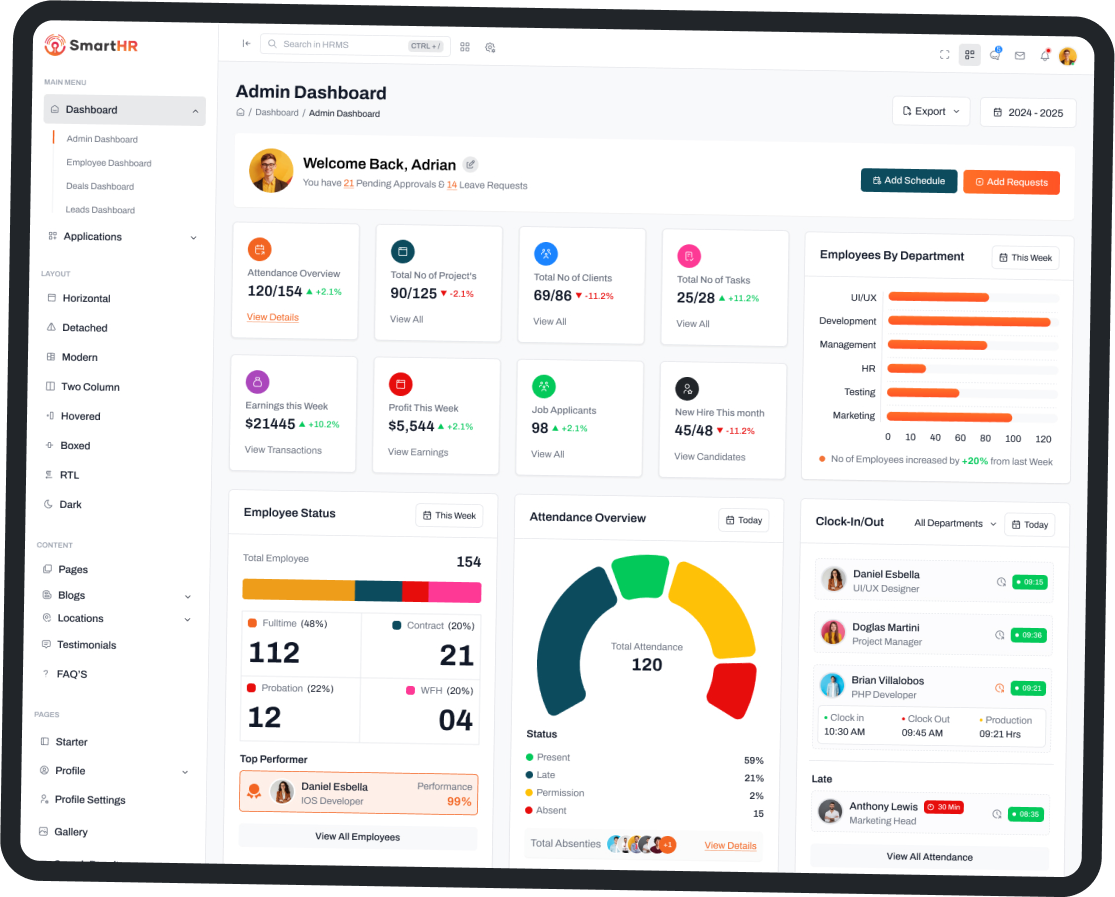 SmartHR
MAIN MENU
Dashboard
Admin Dashboard
Employee Dashboard
Deals Dashboard
Leads Dashboard
Applications
LAYOUT
Horizontal
Detached
Modern
Two Column
Hovered
Boxed
RTL
Dark
CONTENT
Pages
Blogs
Locations
Testimonials
FAQ'S
PAGES
Starter
Profile
Profile Settings
Gallery
Search in HRMS CTRL + /
Admin Dashboard
/ Dashboard / Admin Dashboard
Export
2024 - 2025
Welcome Back, Adrian
You have 21 Pending Approvals & 14 Leave Requests
Add Schedule
Add Requests
Attendance Overview
120/154 +2.1%
View Details
Total No of Project's
90/125 -2.1%
View All
Total No of Clients
69/86 -11.2%
View All
Total No of Tasks
25/28 +11.2%
View All
Earnings this Week
$21445 +10.2%
View Transactions
Profit This Week
$5,544 +2.1%
View Earnings
Job Applicants
98 +2.1%
View All
New Hire This month
45/48 -11.2%
View Candidates
Employees By Department
This Week
UI/UX
Development
Management
HR
Testing
Marketing
0 10 40 60 80 100 120
No of Employees increased by +20% from last Week
Employee Status
This Week
Total Employee 154
Fulltime (48%)
112
Contract (20%)
21
Probation (22%)
12
WFH (20%)
04
Top Performer
Daniel Esbella
IOS Developer
Performance
99%
View All Employees
Attendance Overview
Today
Total Attendance
120
Status
Present 59%
Late 21%
Permission 2%
Absent 15
Total Absenties +1 View Details
Clock-In/Out
All Departments
Today
Daniel Esbella
UI/UX Designer
09:15
Doglas Martini
Project Manager
09:36
Brian Villalobos
PHP Developer
09:21
Clock in
10:30 AM
Clock Out
09:45 AM
Production
09:21 Hrs
Late
Anthony Lewis 30 Min
Marketing Head
08:35
View All Attendance